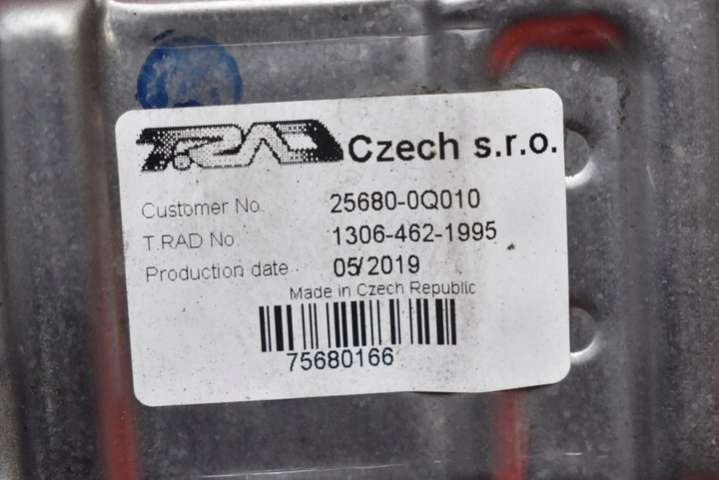 T.RAD Czech s.r.o.
Customer No. 25680-0Q010
T.RAD No 1306-462-1995
Production date 05/2019
Made in Czech Republic
75680166